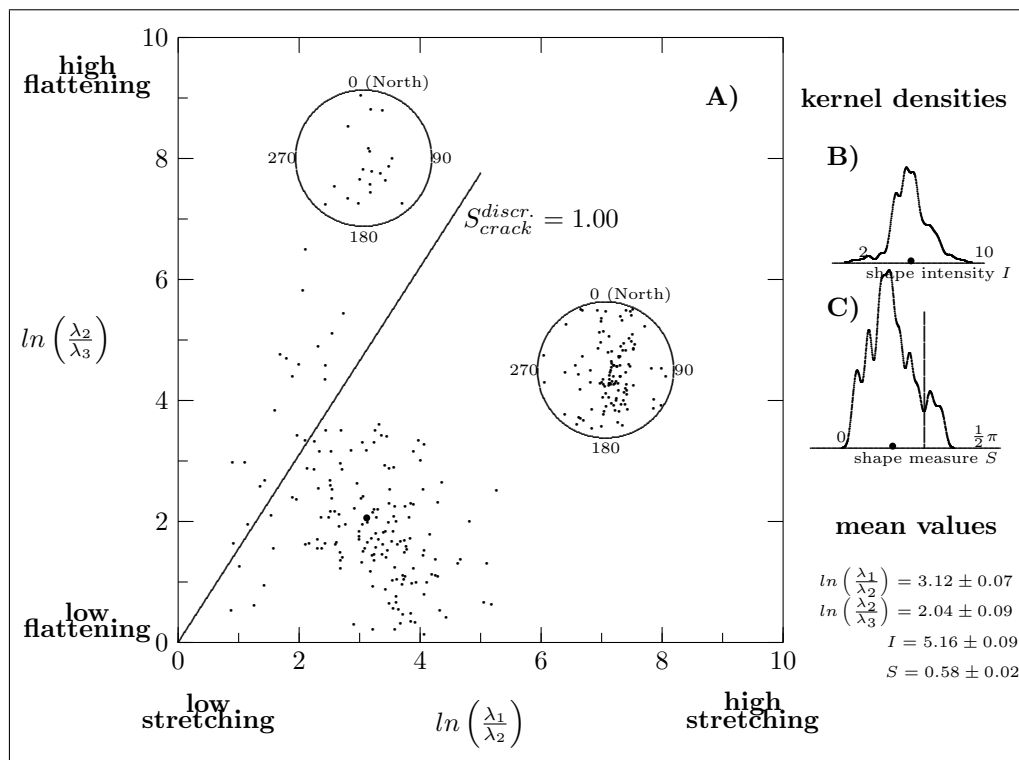 10
8
6
4
2
0
0
2
4
6
8
10
high
flattening
ln (λ2/λ3)
low
flattening
low
stretching
ln (λ1/λ2)
high
stretching
A)
0 (North)
270
90
180
S_crack^discr. = 1.00
0 (North)
270
90
180
kernel densities
B)
2
10
shape intensity I
C)
0
1/2 π
shape measure S
mean values
ln (λ1/λ2) = 3.12 ± 0.07
ln (λ2/λ3) = 2.04 ± 0.09
I = 5.16 ± 0.09
S = 0.58 ± 0.02